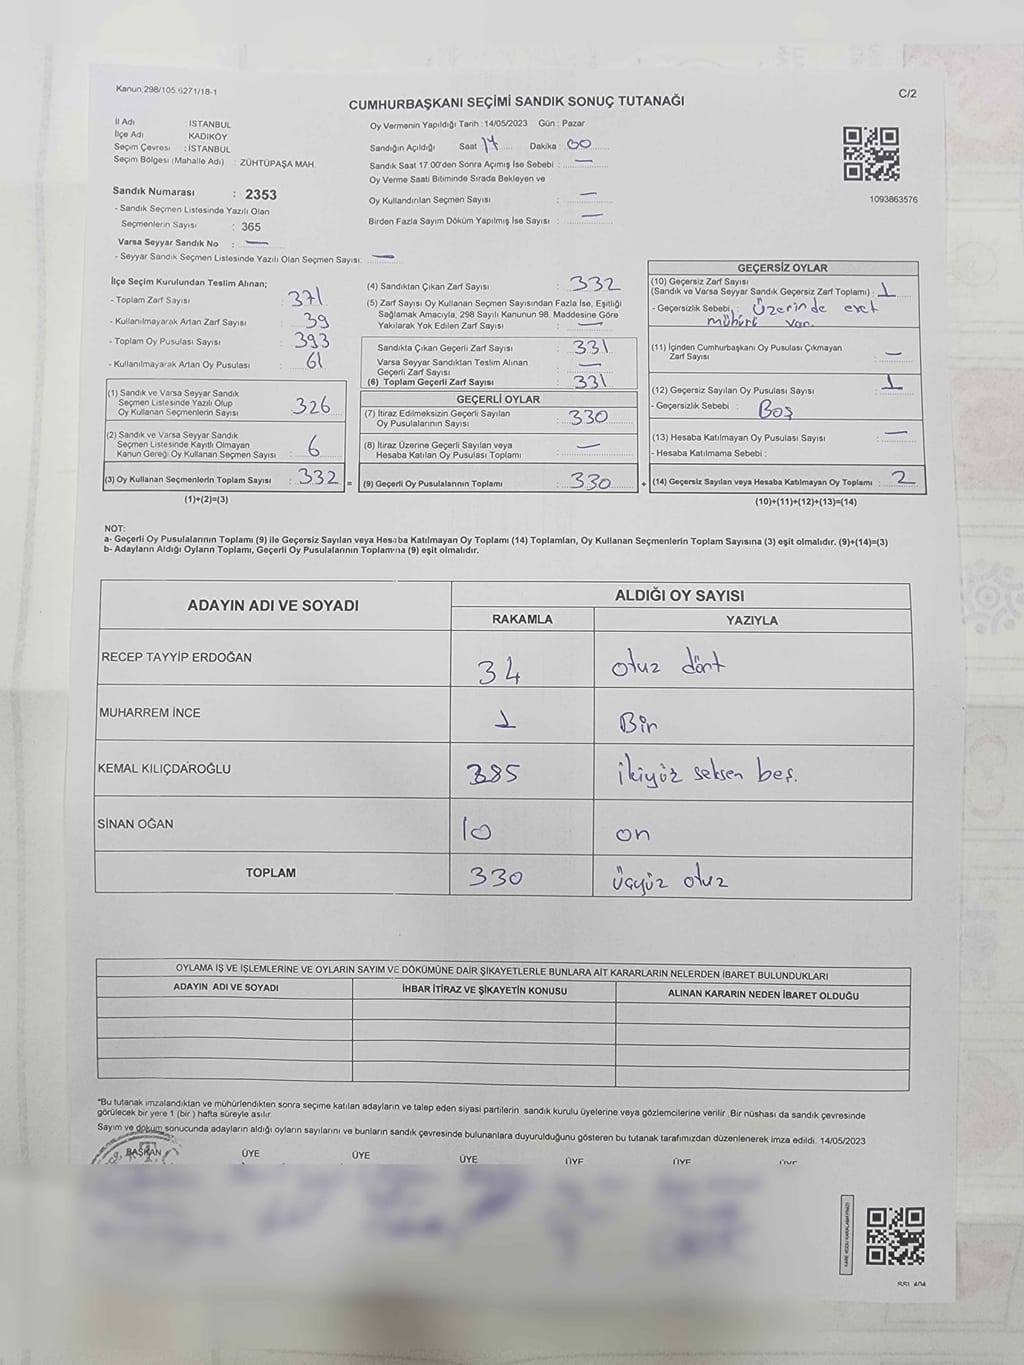 Kanun 298/105 6271/18-1
CUMHURBAŞKANI SEÇİMİ SANDIK SONUÇ TUTANAĞI
C/2
İl Adı İSTANBUL
İlçe Adı KADIKÖY
Seçim Çevresi : İSTANBUL
Seçim Bölgesi (Mahalle Adı) : ZÜHTÜPAŞA MAH.
Sandık Numarası : 2353
- Sandık Seçmen Listesinde Yazılı Olan
Seçmenlerin Sayısı : 365
Varsa Seyyar Sandık No : —
- Seyyar Sandık Seçmen Listesinde Yazılı Olan Seçmen Sayısı: —
Oy Vermenin Yapıldığı Tarih : 14/05/2023 Gün : Pazar
Sandığın Açıldığı Saat 17 Dakika : 00
Sandık Saat 17.00'den Sonra Açımış İse Sebebi : —
Oy Verme Saati Bitiminde Sırada Bekleyen ve
Oy Kullandırılan Seçmen Sayısı : —
Birden Fazla Sayım Döküm Yapılmış İse Sayısı : —
1093863576
İlçe Seçim Kurulundan Teslim Alınan;
- Toplam Zarf Sayısı : 371
- Kullanılmayarak Artan Zarf Sayısı : 39
- Toplam Oy Pusulası Sayısı : 393
- Kullanılmayarak Artan Oy Pusulası : 61
(1) Sandık ve Varsa Seyyar Sandık
Seçmen Listesinde Yazılı Olup
Oy Kullanan Seçmenlerin Sayısı : 326
(2) Sandık ve Varsa Seyyar Sandık
Seçmen Listesinde Kayıtlı Olmayan
Kanun Gereği Oy Kullanan Seçmen Sayısı : 6
(3) Oy Kullanan Seçmenlerin Toplam Sayısı : 332 =
(1)+(2)=(3)
(4) Sandıktan Çıkan Zarf Sayısı : 332
(5) Zarf Sayısı Oy Kullanan Seçmen Sayısından Fazla İse, Eşitliği
Sağlamak Amacıyla, 298 Sayılı Kanunun 98. Maddesine Göre
Yakılarak Yok Edilen Zarf Sayısı : —
Sandıkta Çıkan Geçerli Zarf Sayısı : 331
Varsa Seyyar Sandıktan Teslim Alınan
Geçerli Zarf Sayısı : —
(6) Toplam Geçerli Zarf Sayısı : 331
GEÇERLİ OYLAR
(7) İtiraz Edilmeksizin Geçerli Sayılan
Oy Pusulalarının Sayısı : 330
(8) İtiraz Üzerine Geçerli Sayılan veya
Hesaba Katılan Oy Pusulası Toplamı : —
(9) Geçerli Oy Pusulalarının Toplamı : 330 +
GEÇERSİZ OYLAR
(10) Geçersiz Zarf Sayısı
(Sandık ve Varsa Seyyar Sandık Geçersiz Zarf Toplamı) : 1
- Geçersizlik Sebebi : Üzerinde evet
mühürü var.
(11) İçinden Cumhurbaşkanı Oy Pusulası Çıkmayan
Zarf Sayısı : —
(12) Geçersiz Sayılan Oy Pusulası Sayısı : 1
- Geçersizlik Sebebi : Boş
(13) Hesaba Katılmayan Oy Pusulası Sayısı : —
- Hesaba Katılmama Sebebi :
(14) Geçersiz Sayılan veya Hesaba Katılmayan Oy Toplamı : 2
(10)+(11)+(12)+(13)=(14)
NOT:
a- Geçerli Oy Pusulalarının Toplamı (9) ile Geçersiz Sayılan veya Hesaba Katılmayan Oy Toplamı (14) Toplamları, Oy Kullanan Seçmenlerin Toplam Sayısına (3) eşit olmalıdır. (9)+(14)=(3)
b- Adayların Aldığı Oyların Toplamı, Geçerli Oy Pusulalarının Toplamına (9) eşit olmalıdır.
ADAYIN ADI VE SOYADI
ALDIĞI OY SAYISI
RAKAMLA YAZIYLA
RECEP TAYYİP ERDOĞAN 34 otuz dört
MUHARREM İNCE 1 Bir
KEMAL KILIÇDAROĞLU 285 ikiyüz seksen beş.
SİNAN OĞAN 10 on
TOPLAM 330 üçyüz otuz
OYLAMA İŞ VE İŞLEMLERİNE VE OYLARIN SAYIM VE DÖKÜMÜNE DAİR ŞİKAYETLERLE BUNLARA AİT KARARLARIN NELERDEN İBARET BULUNDUKLARI
ADAYIN ADI VE SOYADI İHBAR İTİRAZ VE ŞİKAYETİN KONUSU ALINAN KARARIN NEDEN İBARET OLDUĞU
*Bu tutanak imzalandıktan ve mühürlendikten sonra seçime katılan adayların ve talep eden siyasi partilerin sandık kurulu üyelerine veya gözlemcilerine verilir .Bir nüshası da sandık çevresinde
görülecek bir yere 1 (bir ) hafta süreyle asılır.
Sayım ve döküm sonucunda adayların aldığı oyların sayılarını ve bunların sandık çevresinde bulunanlara duyurulduğunu gösteren bu tutanak tarafımızdan düzenlenerek imza edildi. 14/05/2023
BAŞKAN ÜYE ÜYE ÜYE ÜYE ÜYE ÜYE